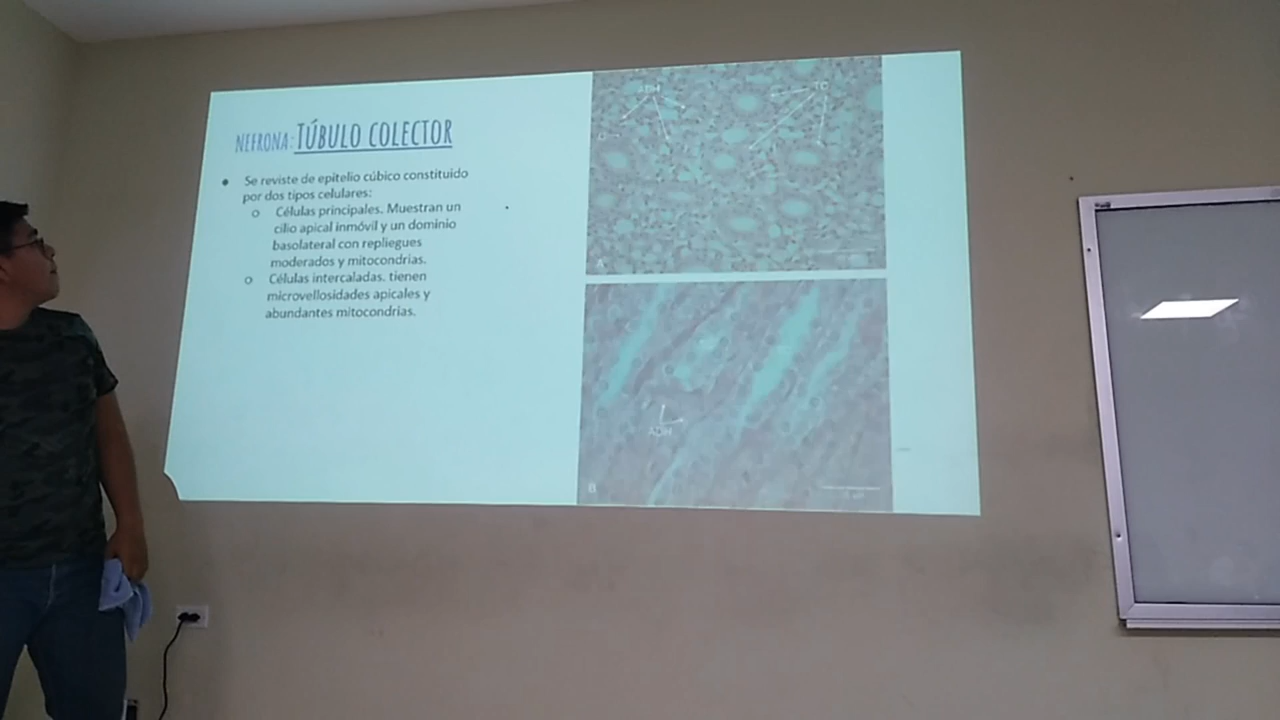 NEFRONA: TÚBULO COLECTOR
● Se reviste de epitelio cúbico constituido
por dos tipos celulares:
o Células principales. Muestran un
cilio apical inmóvil y un dominio
basolateral con repliegues
moderados y mitocondrias.
o Células intercaladas. tienen
microvellosidades apicales y
abundantes mitocondrias.
TC
A
ADH
B